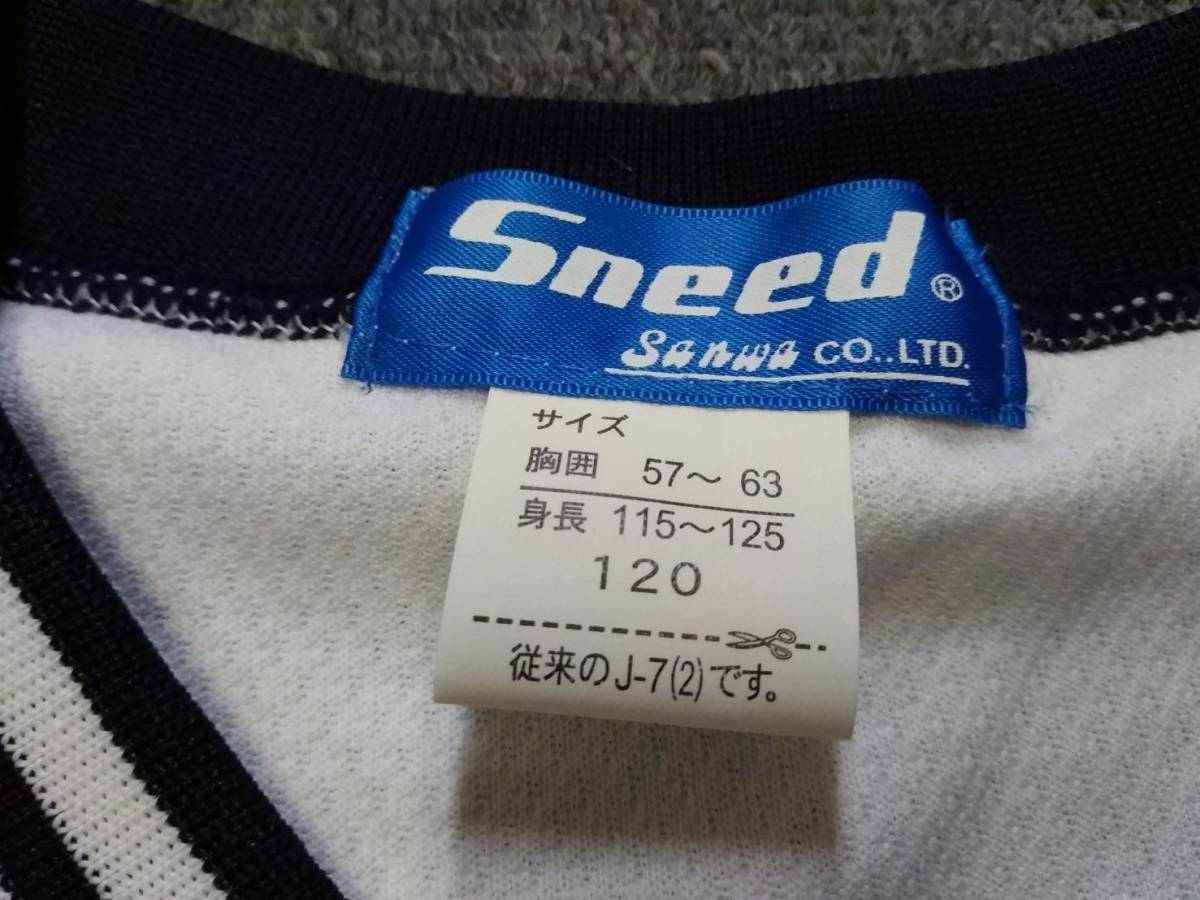 Sneed®
Sanwa CO.,LTD.
サイズ
胸囲 57～63
身長 115～125
120
従来のJ-7(2)です。